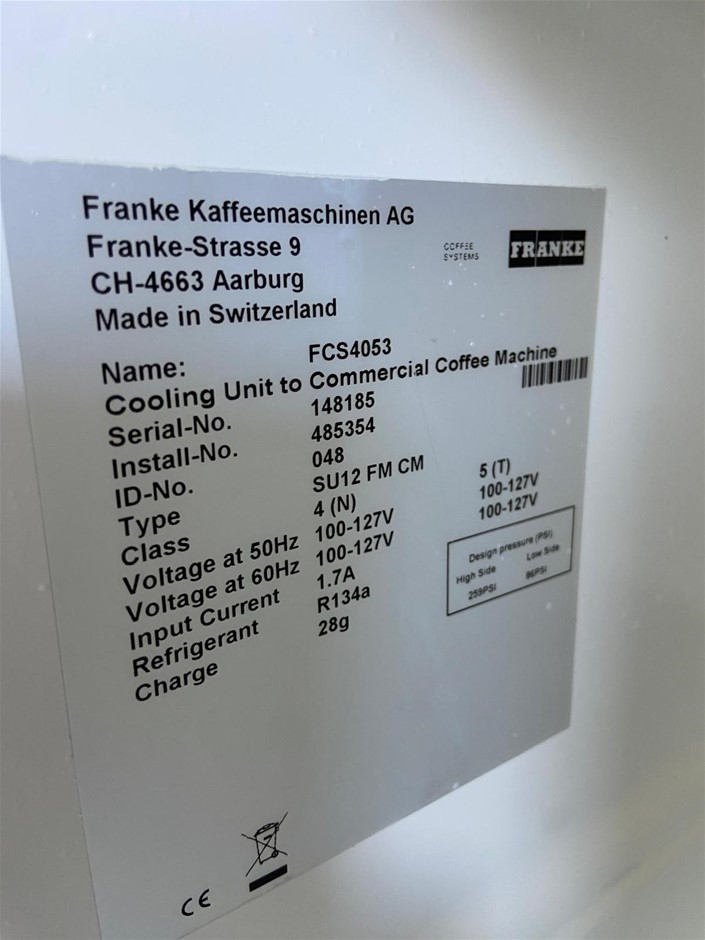 Franke Kaffeemaschinen AG
Franke-Strasse 9
CH-4663 Aarburg
Made in Switzerland
COFFEE
SYSTEMS
FRANKE
Name: FCS4053
Cooling Unit to Commercial Coffee Machine
Serial-No. 148185
Install-No. 485354
ID-No. 048
Type SU12 FM CM
Class 4 (N) 5 (T)
Voltage at 50Hz 100-127V 100-127V
Voltage at 60Hz 100-127V 100-127V
Input Current 1.7A
Refrigerant R134a
Charge 28g
Design pressure (PSI)
High Side Low Side
259PSI 96PSI
CE